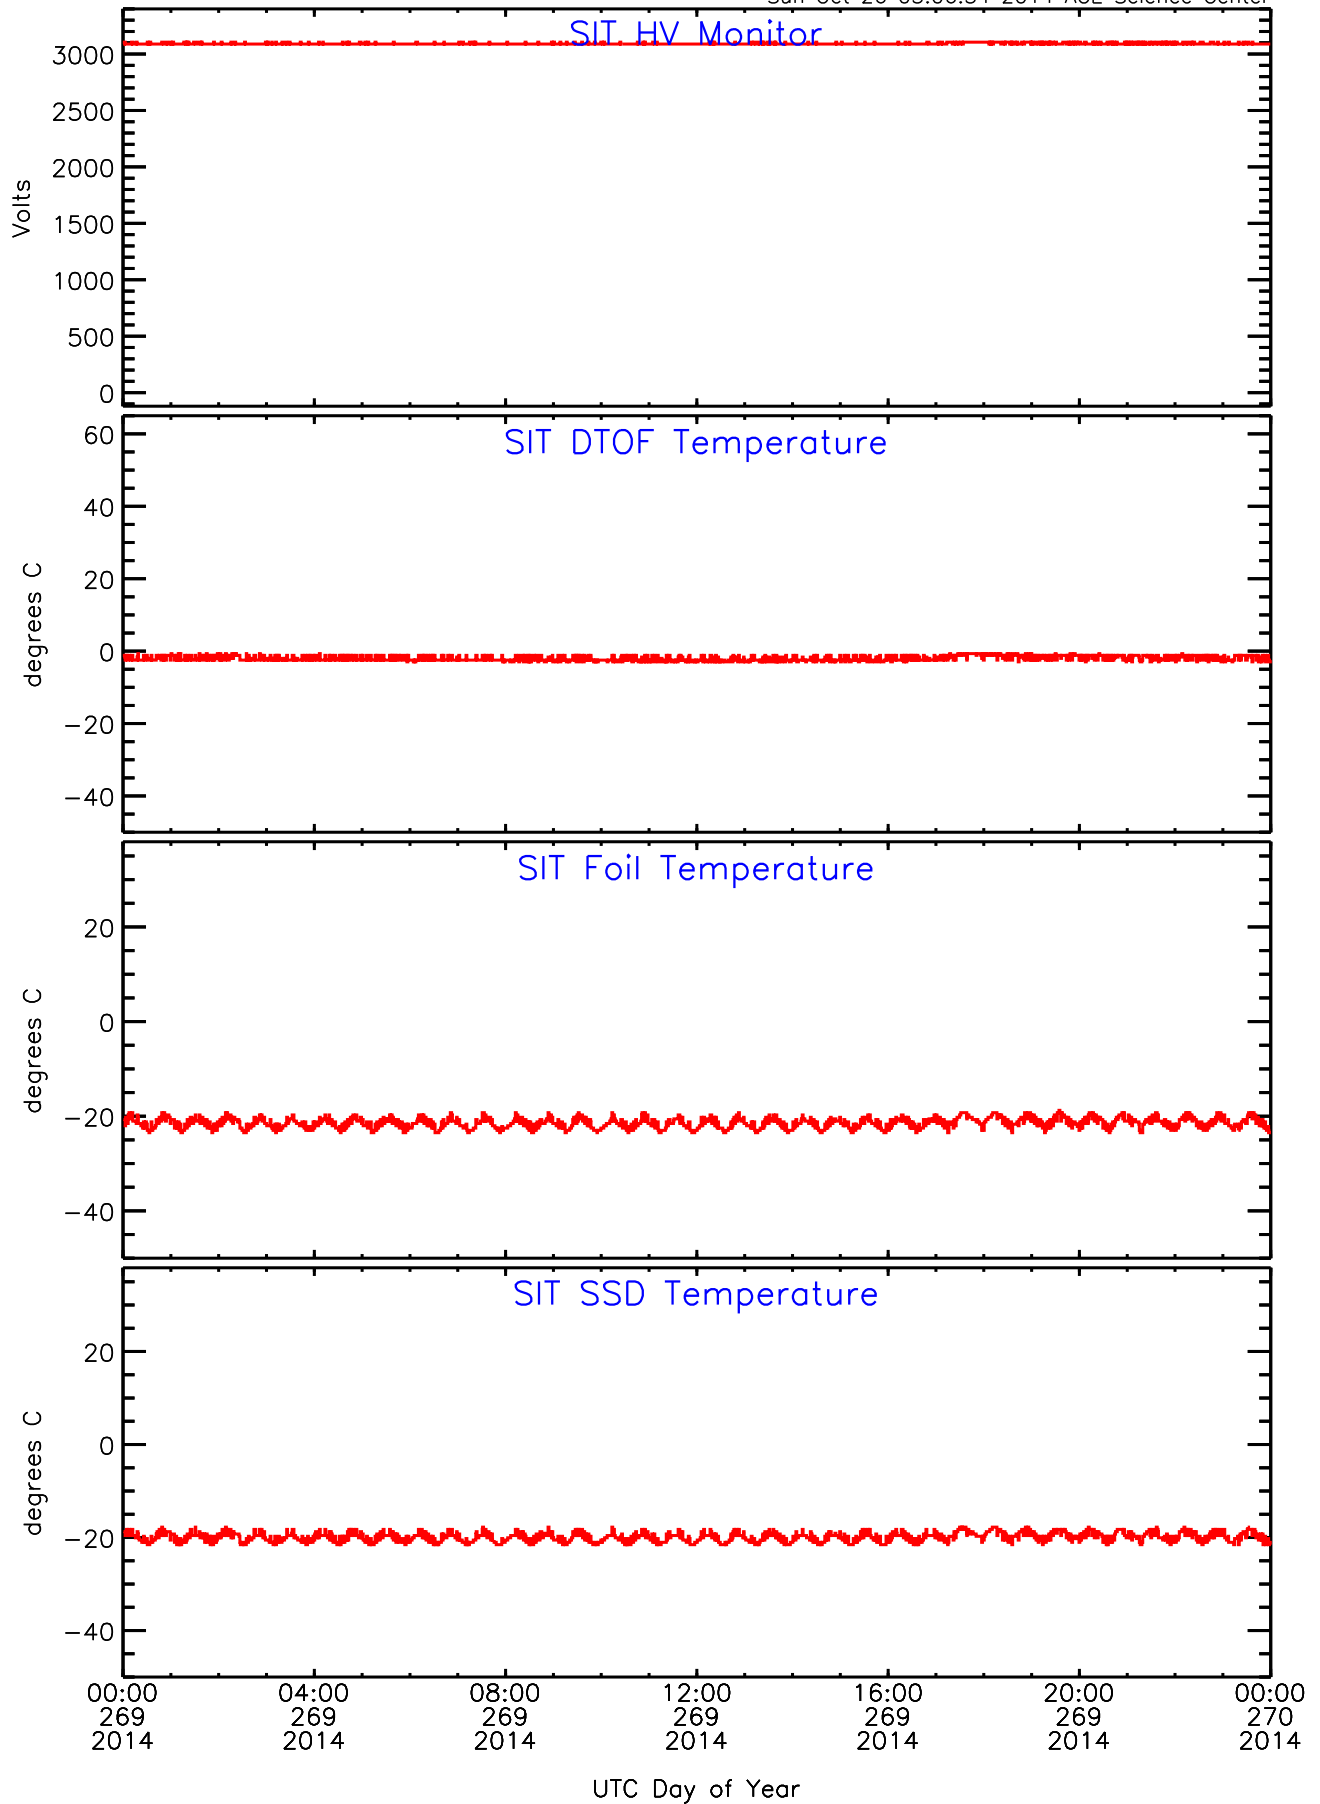 Science Center
SIT HV Monitor
3000
2500
2000
1500
1000
500
0
Volts
SIT DTOF Temperature
60
40
20
0
−20
−40
degrees C
SIT Foil Temperature
20
0
−20
−40
degrees C
SIT SSD Temperature
20
0
−20
−40
degrees C
00:00 04:00 08:00 12:00 16:00 20:00 00:00
269 269 269 269 269 269 270
2014 2014 2014 2014 2014 2014 2014
UTC Day of Year